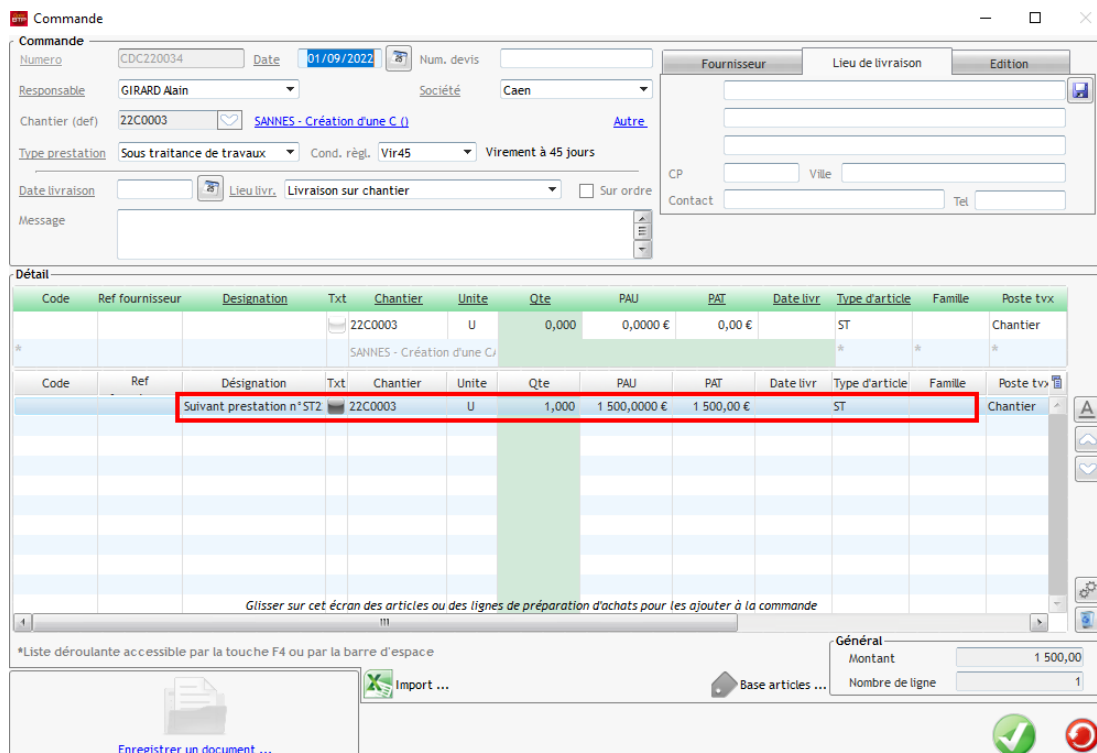 Commande
Commande
Numero CDC220034 Date 01/09/2022 Num. devis
Fournisseur Lieu de livraison Edition
Responsable GIRARD Alain Société Caen
Chantier (def) 22C0003 SANNES - Création d'une C () Autre
Type prestation Sous traitance de travaux Cond. règl. Vir45 Virement à 45 jours
CP Ville
Date livraison Lieu livr. Livraison sur chantier Sur ordre
Contact Tel
Message
Détail
Code Ref fournisseur Designation Txt Chantier Unite Qte PAU PAT Date livr Type d'article Famille Poste tvx
22C0003 U 0,000 0,0000 € 0,00 € ST Chantier
* SANNES - Création d'une C/ * * *
Code Ref Désignation Txt Chantier Unite Qte PAU PAT Date livr Type d'article Famille Poste tvx
Suivant prestation n°ST2 22C0003 U 1,000 1 500,0000 € 1 500,00 € ST Chantier
Glisser sur cet écran des articles ou des lignes de préparation d'achats pour les ajouter à la commande
*Liste déroulante accessible par la touche F4 ou par la barre d'espace
Général
Montant 1 500,00
Import ... Base articles ... Nombre de ligne 1
Enregistrer un document ...